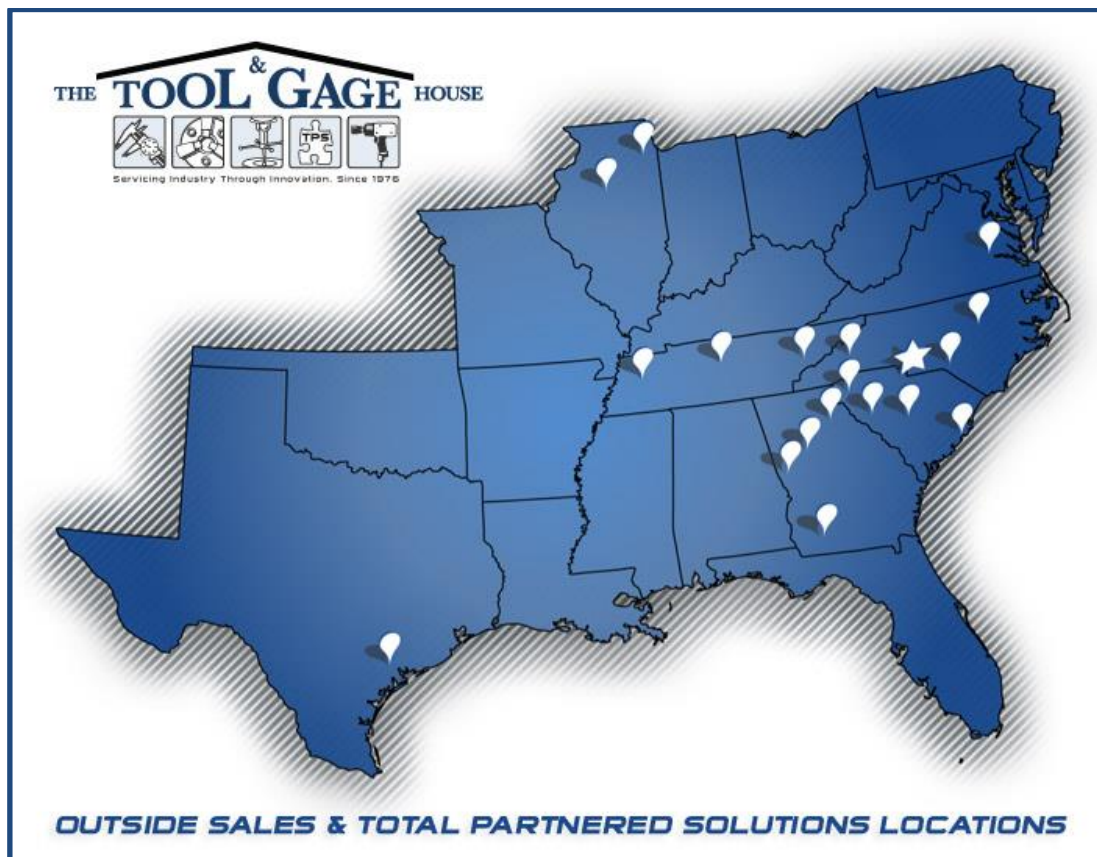 THE TOOL & GAGE HOUSE
TPS
Servicing Industry Through Innovation. Since 1976
OUTSIDE SALES & TOTAL PARTNERED SOLUTIONS LOCATIONS